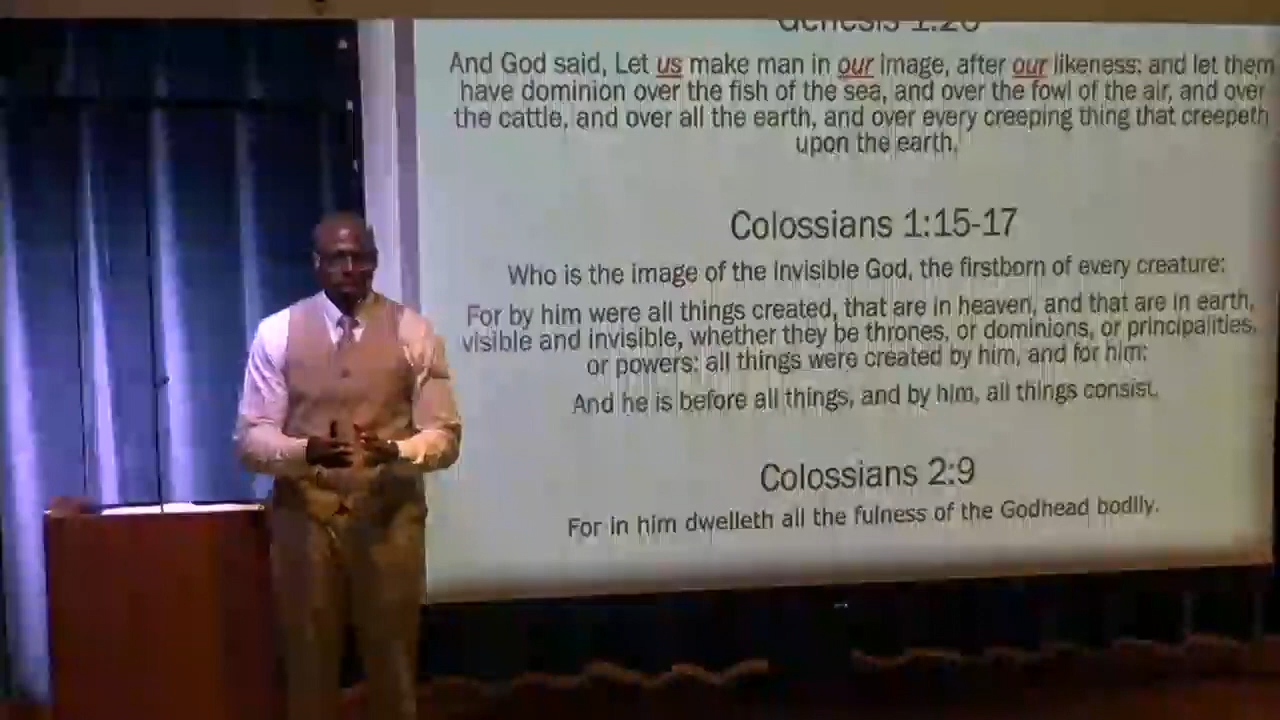 Genesis 1:26
And God said, Let us make man in our image, after our likeness: and let them
have dominion over the fish of the sea, and over the fowl of the air, and over
the cattle, and over all the earth, and over every creeping thing that creepeth
upon the earth.
Colossians 1:15-17
Who is the image of the invisible God, the firstborn of every creature:
For by him were all things created, that are in heaven, and that are in earth,
visible and invisible, whether they be thrones, or dominions, or principalities,
or powers: all things were created by him, and for him:
And he is before all things, and by him, all things consist.
Colossians 2:9
For in him dwelleth all the fulness of the Godhead bodily.